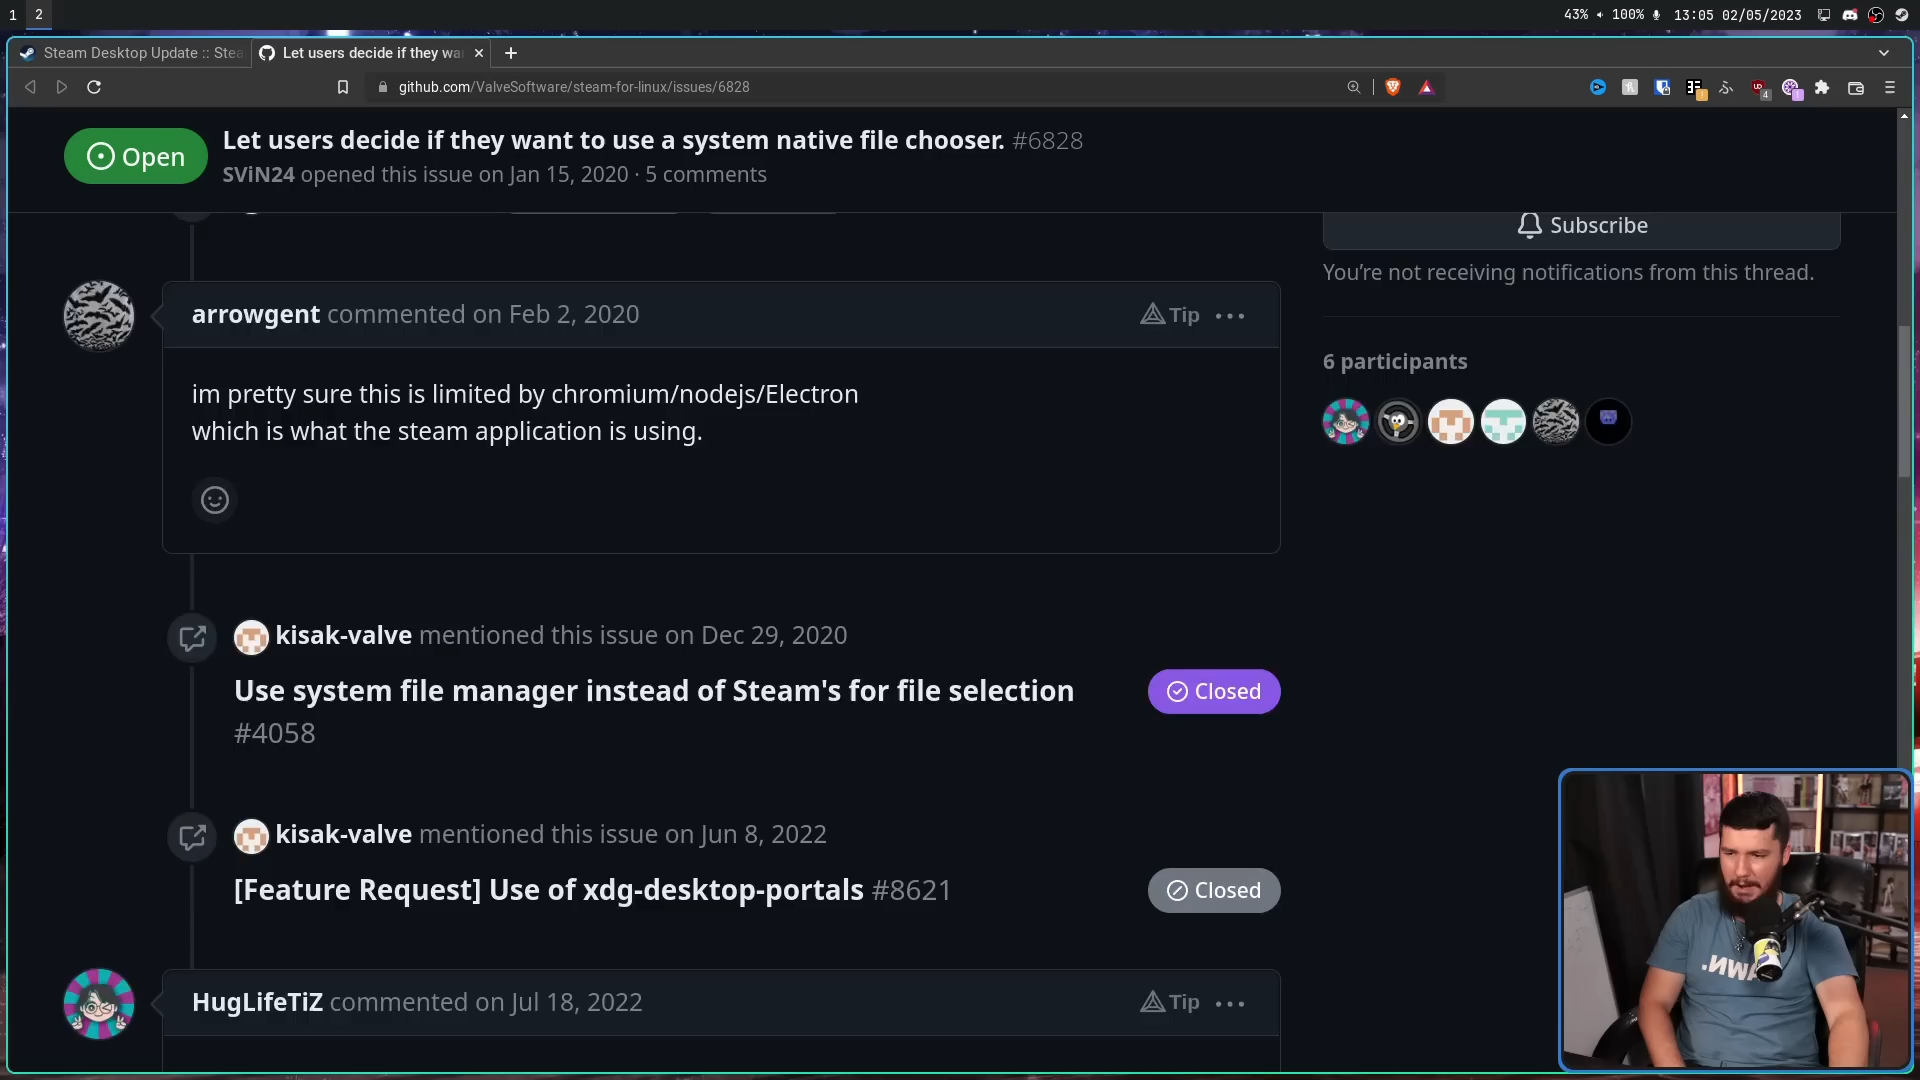 1 2
43% 100% 13:05 02/05/2023
Steam Desktop Update :: Stea
Let users decide if they wa
github.com/ValveSoftware/steam-for-linux/issues/6828
Open
Let users decide if they want to use a system native file chooser. #6828
SViN24 opened this issue on Jan 15, 2020 · 5 comments
Subscribe
You're not receiving notifications from this thread.
6 participants
arrowgent commented on Feb 2, 2020
Tip
im pretty sure this is limited by chromium/nodejs/Electron
which is what the steam application is using.
kisak-valve mentioned this issue on Dec 29, 2020
Use system file manager instead of Steam's for file selection
#4058
Closed
kisak-valve mentioned this issue on Jun 8, 2022
[Feature Request] Use of xdg-desktop-portals #8621
Closed
HugLifeTiZ commented on Jul 18, 2022
Tip